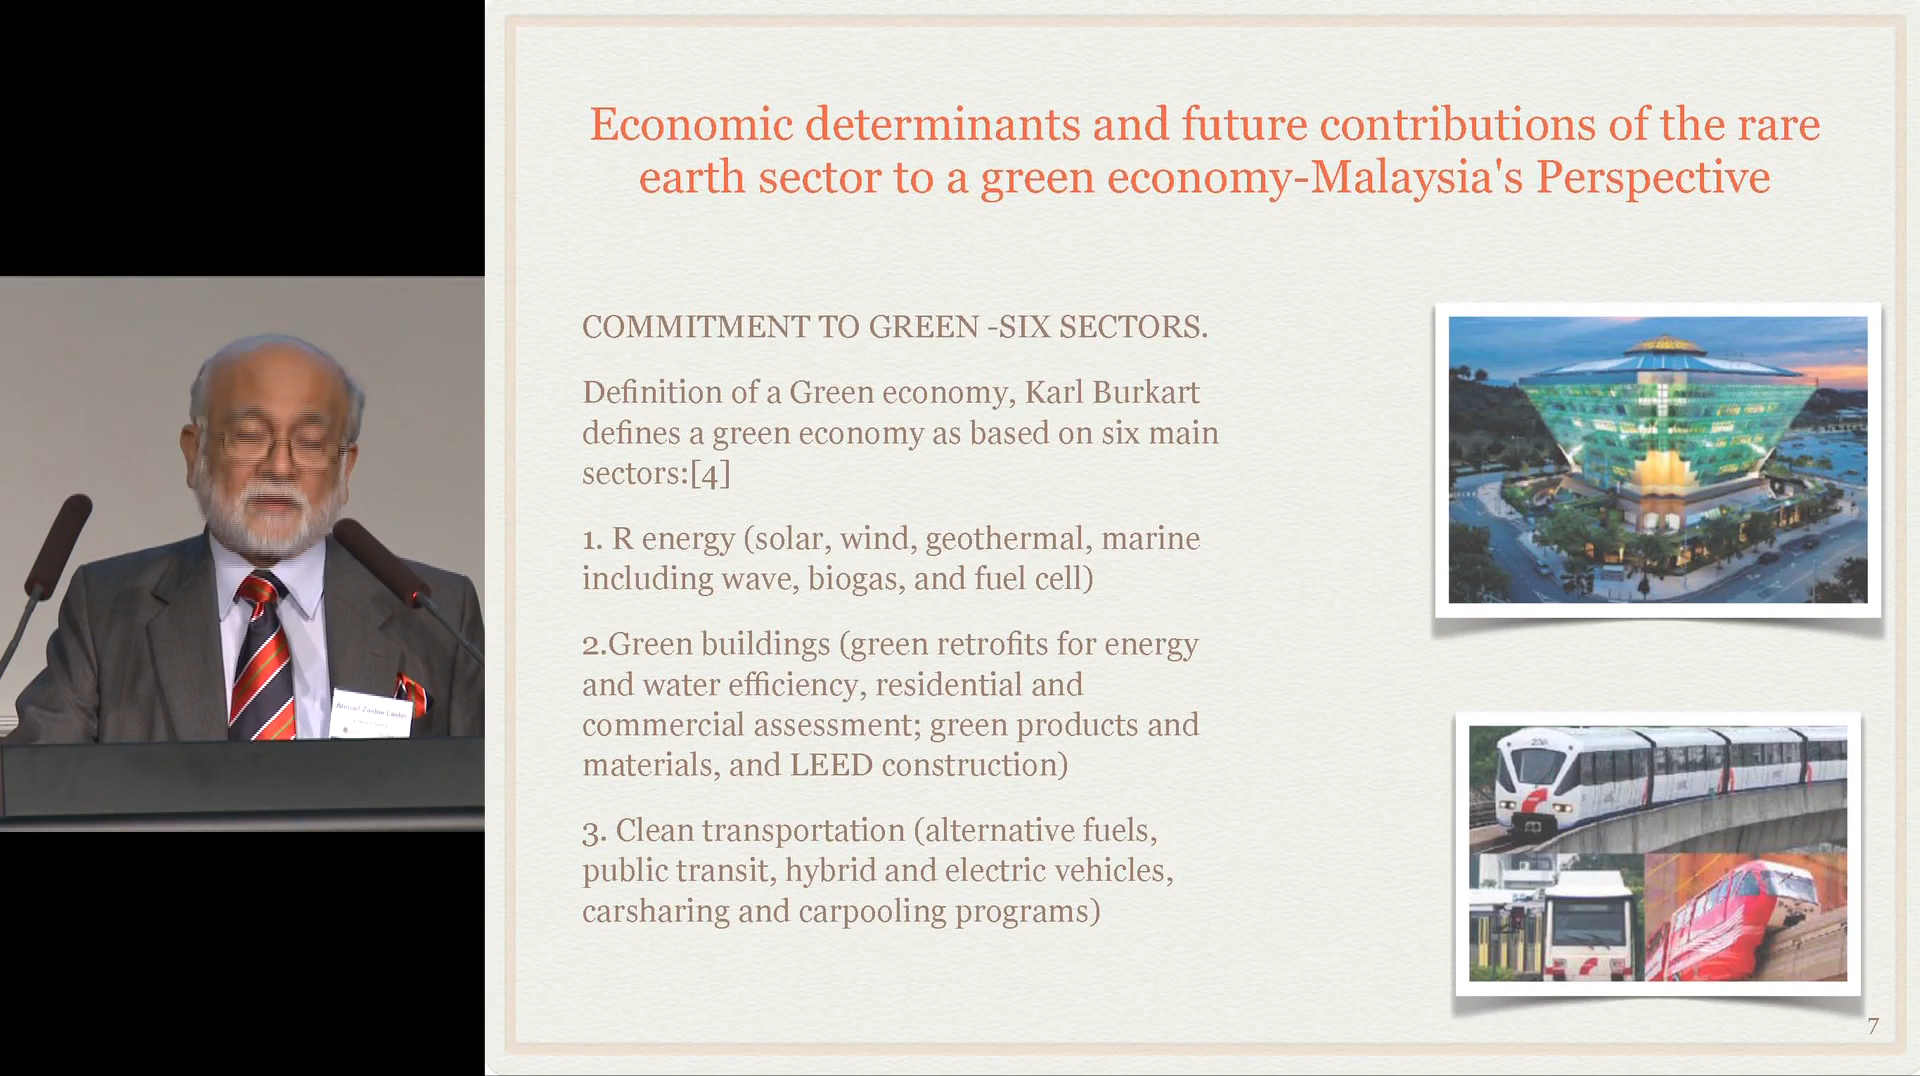 Economic determinants and future contributions of the rare
earth sector to a green economy-Malaysia's Perspective
COMMITMENT TO GREEN -SIX SECTORS.
Definition of a Green economy, Karl Burkart
defines a green economy as based on six main
sectors:[4]
1. R energy (solar, wind, geothermal, marine
including wave, biogas, and fuel cell)
2.Green buildings (green retrofits for energy
and water efficiency, residential and
commercial assessment; green products and
materials, and LEED construction)
3. Clean transportation (alternative fuels,
public transit, hybrid and electric vehicles,
carsharing and carpooling programs)
7
Ahmad Zaidee Laidin